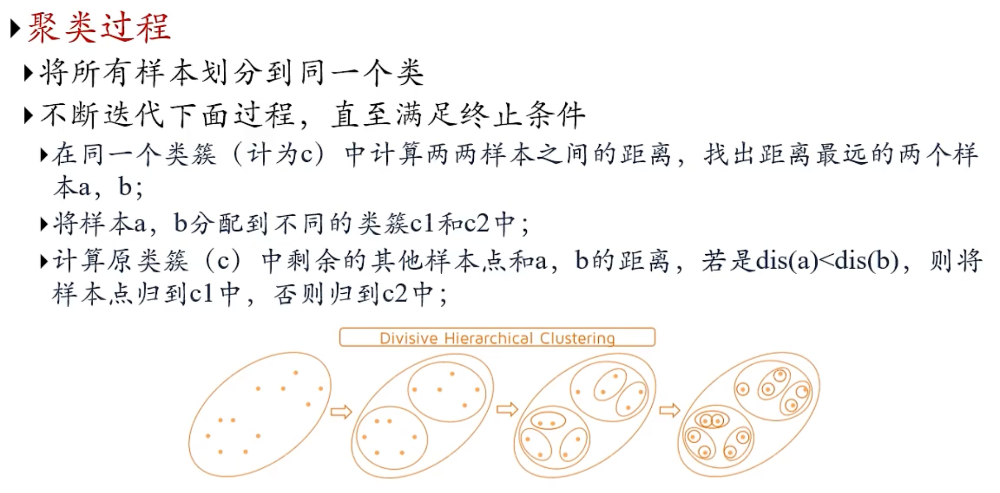 聚类过程
将所有样本划分到同一个类
不断迭代下面过程，直至满足终止条件
在同一个类簇（计为c）中计算两两样本之间的距离，找出距离最远的两个样
本a，b；
将样本a，b分配到不同的类簇c1和c2中；
计算原类簇（c）中剩余的其他样本点和a，b的距离，若是dis(a)<dis(b)，则将
样本点归到c1中，否则归到c2中；
Divisive Hierarchical Clustering